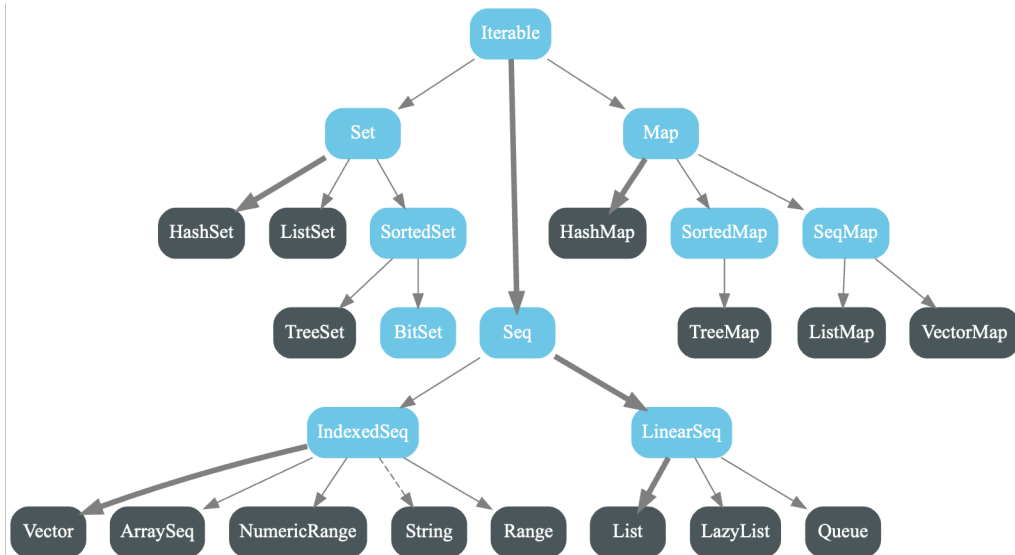 Iterable
Set
Map
HashSet
ListSet
SortedSet
HashMap
SortedMap
SeqMap
TreeSet
BitSet
Seq
TreeMap
ListMap
VectorMap
IndexedSeq
LinearSeq
Vector
ArraySeq
NumericRange
String
Range
List
LazyList
Queue